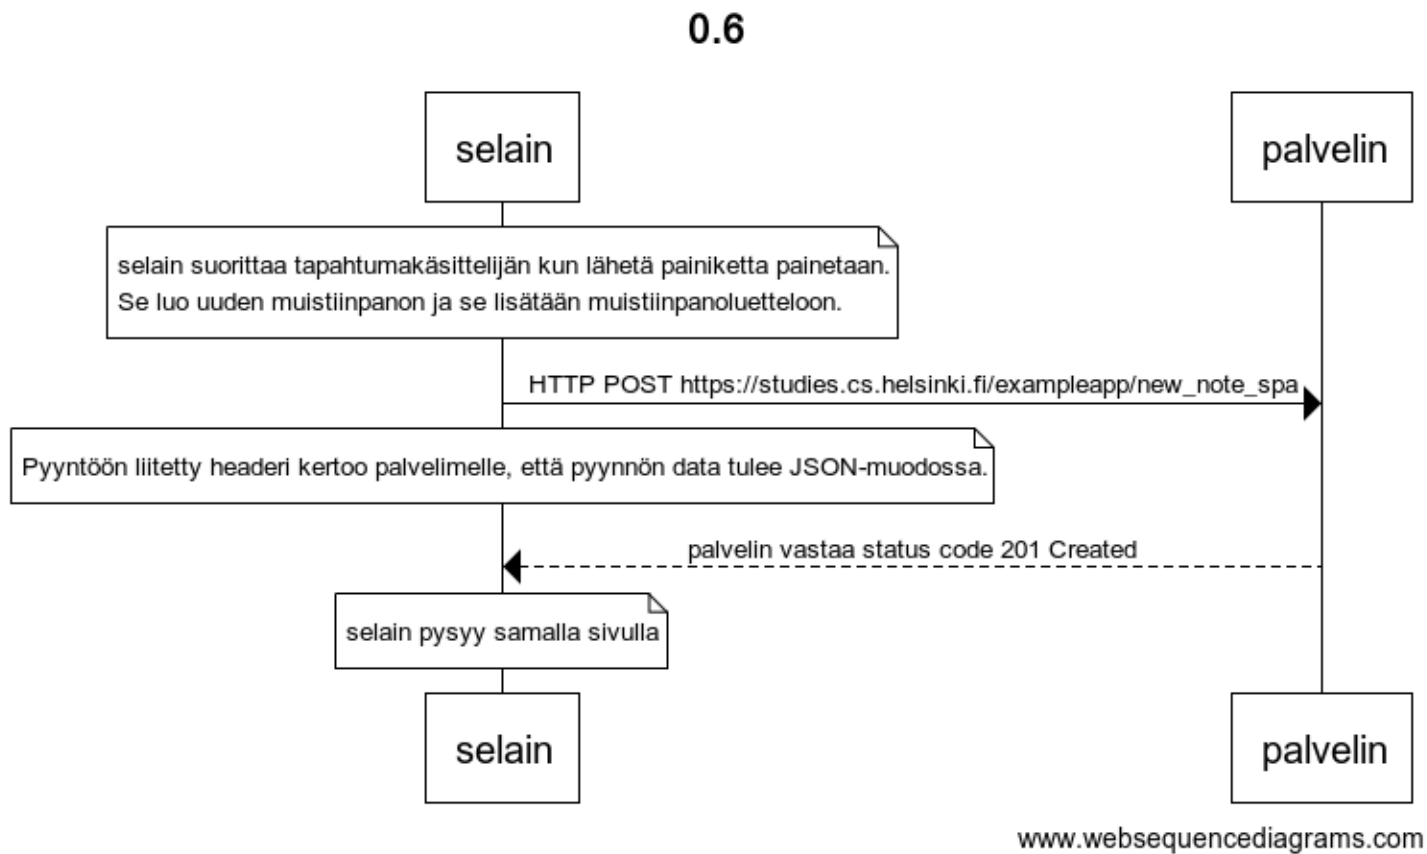 0.6
selain
palvelin
selain suorittaa tapahtumakäsittelijän kun lähetä painiketta painetaan.
Se luo uuden muistiinpanon ja se lisätään muistiinpanoluetteloon.
HTTP POST https://studies.cs.helsinki.fi/exampleapp/new_note_spa
Pyyntöön liitetty headeri kertoo palvelimelle, että pyynnön data tulee JSON-muodossa.
palvelin vastaa status code 201 Created
selain pysyy samalla sivulla
selain
palvelin
www.websequencediagrams.com